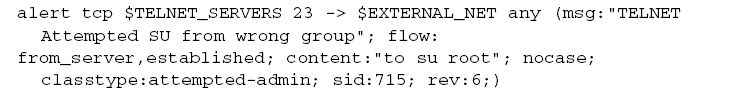 alert tcp $TELNET_SERVERS 23 -> $EXTERNAL_NET any (msg:"TELNET
Attempted SU from wrong group"; flow:
from_server,established; content:"to su root"; nocase;
classtype:attempted-admin; sid:715; rev:6;)